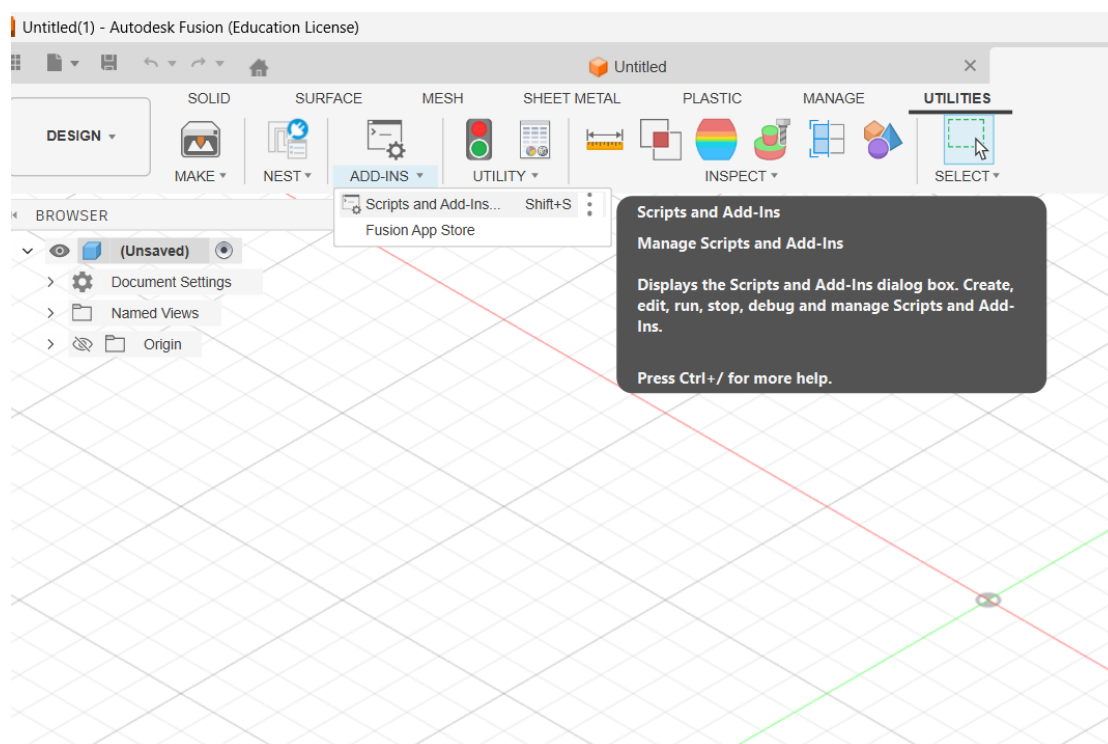 Untitled(1) - Autodesk Fusion (Education License)
Untitled
SOLID SURFACE MESH SHEET METAL PLASTIC MANAGE UTILITIES
DESIGN
MAKE NEST ADD-INS UTILITY INSPECT SELECT
Scripts and Add-Ins... Shift+S
Fusion App Store
BROWSER
(Unsaved)
Document Settings
Named Views
Origin
Scripts and Add-Ins
Manage Scripts and Add-Ins
Displays the Scripts and Add-Ins dialog box. Create,
edit, run, stop, debug and manage Scripts and Add-
Ins.
Press Ctrl+/ for more help.